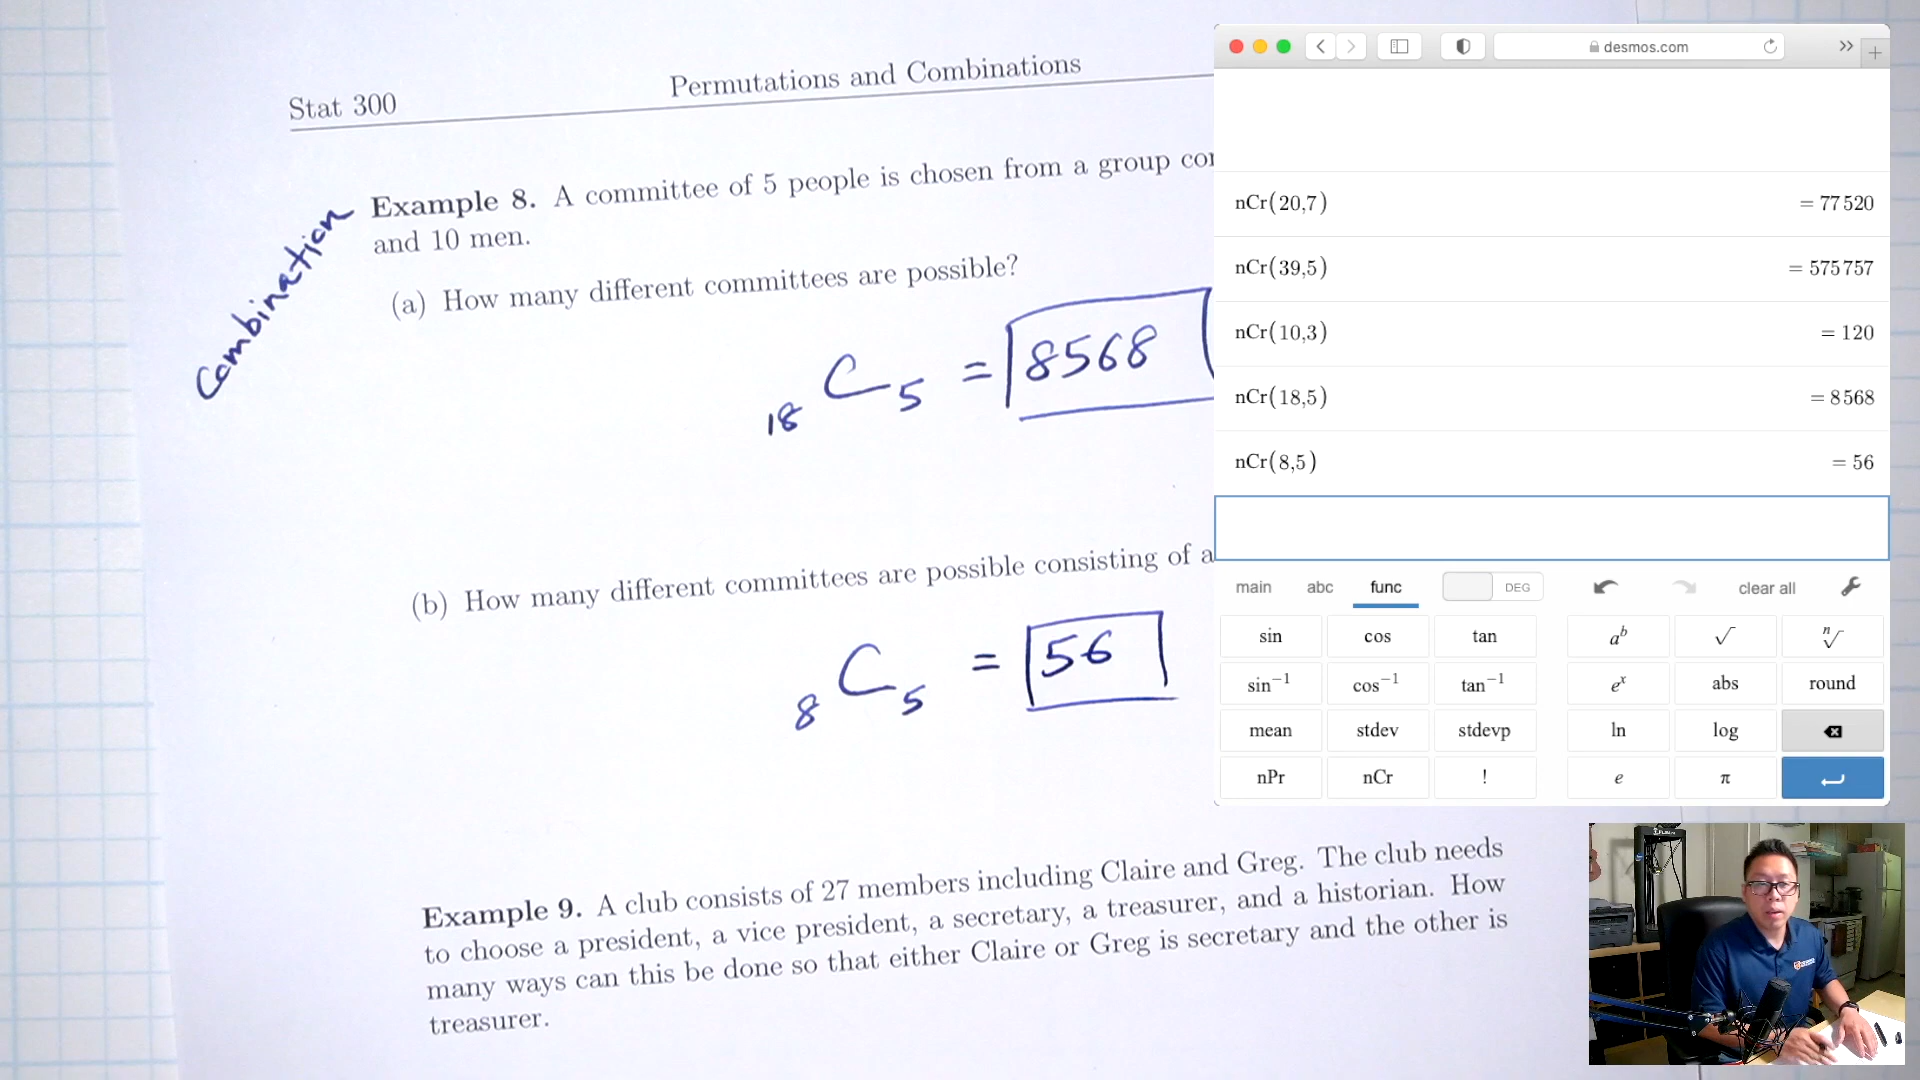 Stat 300
Permutations and Combinations
Combination
Example 8. A committee of 5 people is chosen from a group
and 10 men.
(a) How many different committees are possible?
18 C 5 = 8568
(b) How many different committees are possible consisting of
8 C 5 = 56
Example 9. A club consists of 27 members including Claire and Greg. The club needs
to choose a president, a vice president, a secretary, a treasurer, and a historian. How
many ways can this be done so that either Claire or Greg is secretary and the other is
treasurer.
desmos.com
nCr(20,7) = 77520
nCr(39,5) = 575757
nCr(10,3) = 120
nCr(18,5) = 8568
nCr(8,5) = 56
main abc func DEG clear all
sin cos tan a^b √ ⁿ√
sin⁻¹ cos⁻¹ tan⁻¹ eˣ abs round
mean stdev stdevp ln log
nPr nCr ! e π